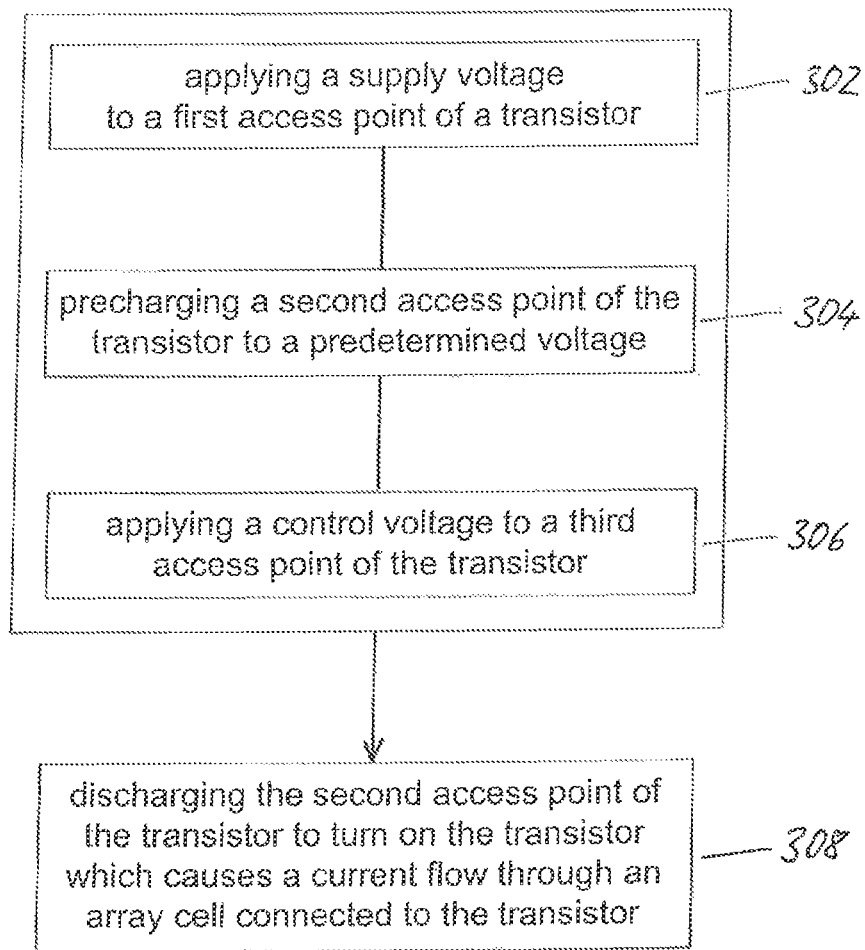 applying a supply voltage
to a first access point of a transistor
302
precharging a second access point of the
transistor to a predetermined voltage
304
applying a control voltage to a third
access point of the transistor
306
discharging the second access point of
the transistor to turn on the transistor
which causes a current flow through an
array cell connected to the transistor
308